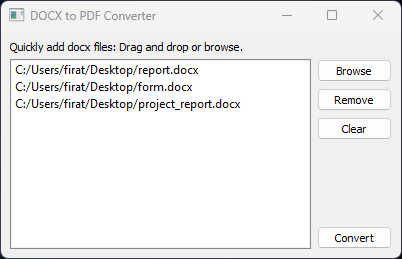 DOCX to PDF Converter
Quickly add docx files: Drag and drop or browse.
C:/Users/firat/Desktop/report.docx
C:/Users/firat/Desktop/form.docx
C:/Users/firat/Desktop/project_report.docx
Browse
Remove
Clear
Convert